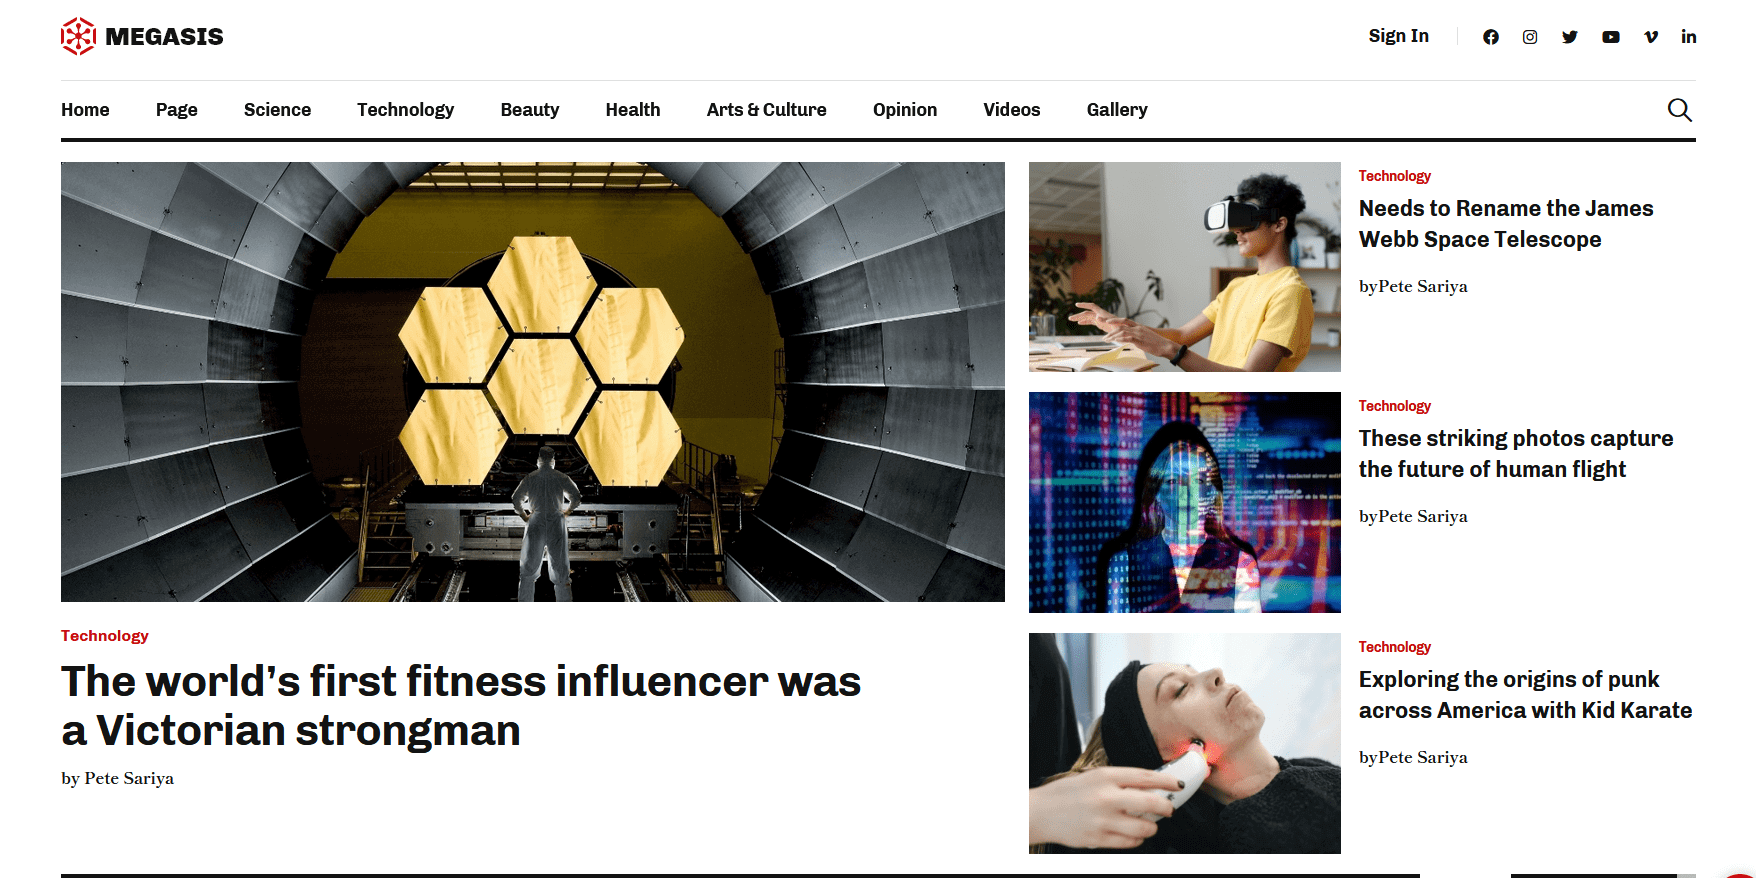 MEGASIS
Sign In
Home Page Science Technology Beauty Health Arts & Culture Opinion Videos Gallery
Technology
The world’s first fitness influencer was
a Victorian strongman
by Pete Sariya
Technology
Needs to Rename the James
Webb Space Telescope
byPete Sariya
Technology
These striking photos capture
the future of human flight
byPete Sariya
Technology
Exploring the origins of punk
across America with Kid Karate
byPete Sariya